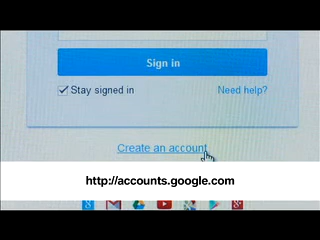 Sign in
Stay signed in
Need help?
Create an account
http://accounts.google.com